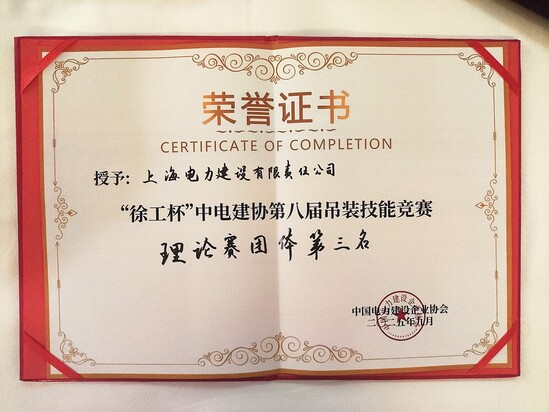 荣誉证书
CERTIFICATE OF COMPLETION
授予：上海电力建设有限责任公司
“徐工杯”中电建协第八届吊装技能竞赛
理论赛团体第三名
中国电力建设企业协会
二〇二五年九月